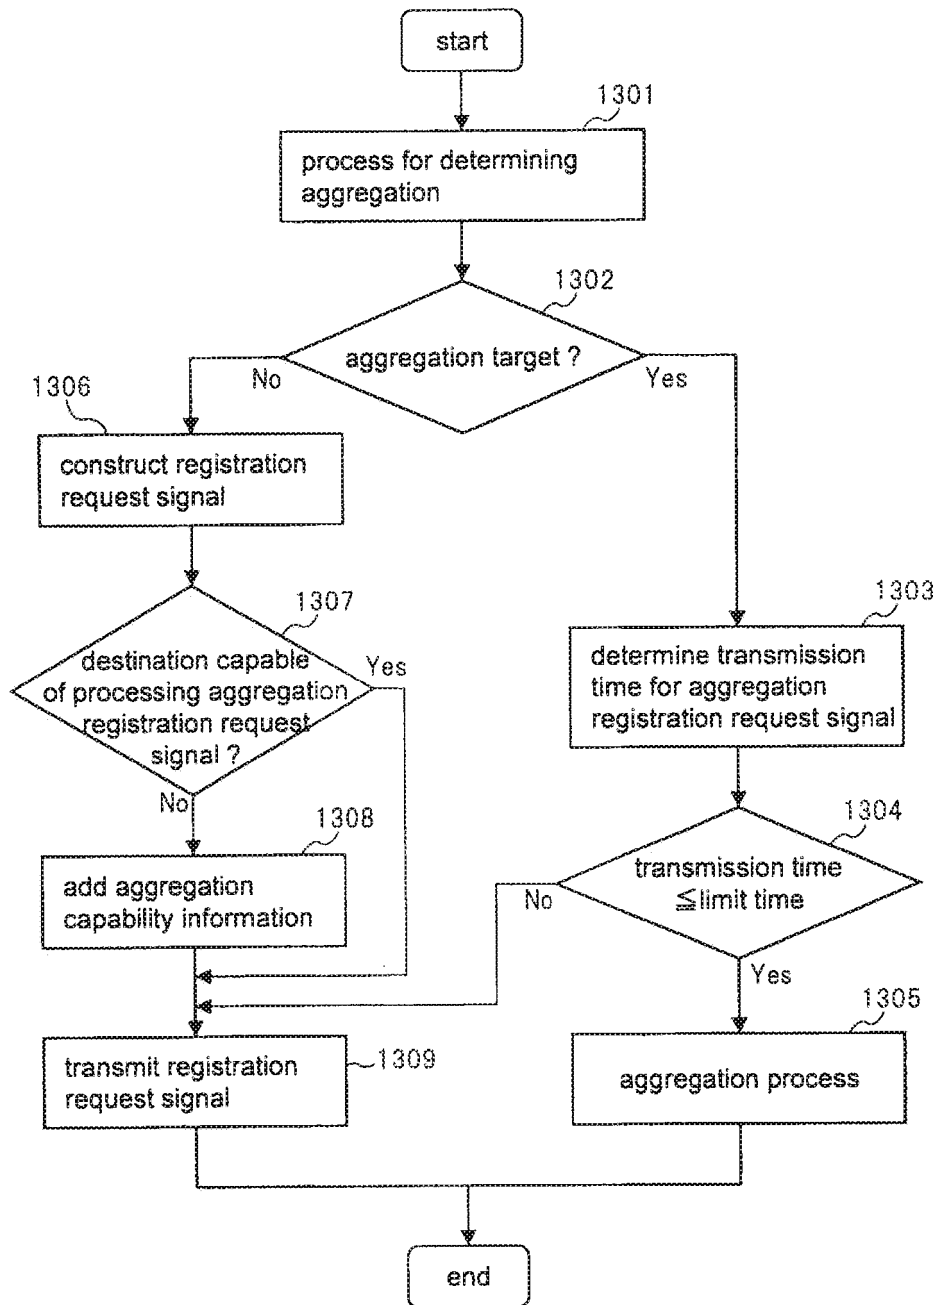 start
1301
process for determining
aggregation
1302
aggregation target ?
No
Yes
1306
construct registration
request signal
1307
destination capable
of processing aggregation
registration request
signal ?
Yes
No
1303
determine transmission
time for aggregation
registration request signal
1304
transmission time
≦limit time
No
Yes
1308
add aggregation
capability information
1305
aggregation process
transmit registration
request signal
1309
end